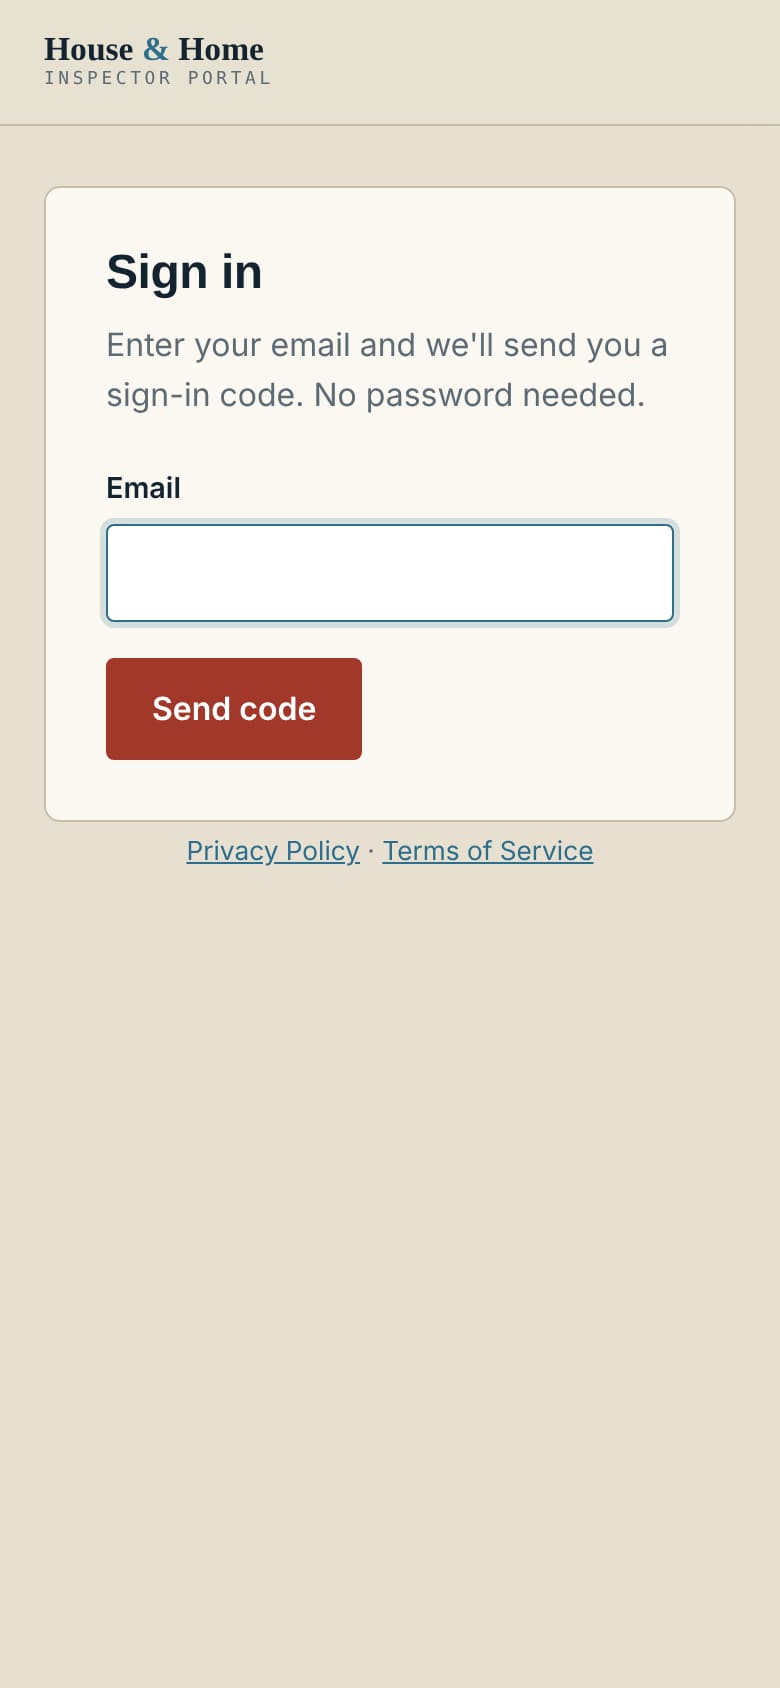 House & Home
INSPECTOR PORTAL
Sign in
Enter your email and we'll send you a
sign-in code. No password needed.
Email
Send code
Privacy Policy · Terms of Service